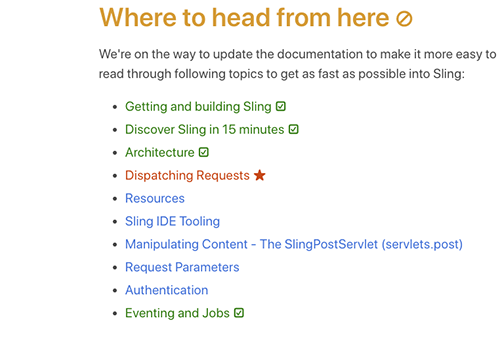 Where to head from here
We're on the way to update the documentation to make it more easy to
read through following topics to get as fast as possible into Sling:
Getting and building Sling
Discover Sling in 15 minutes
Architecture
Dispatching Requests
Resources
Sling IDE Tooling
Manipulating Content - The SlingPostServlet (servlets.post)
Request Parameters
Authentication
Eventing and Jobs